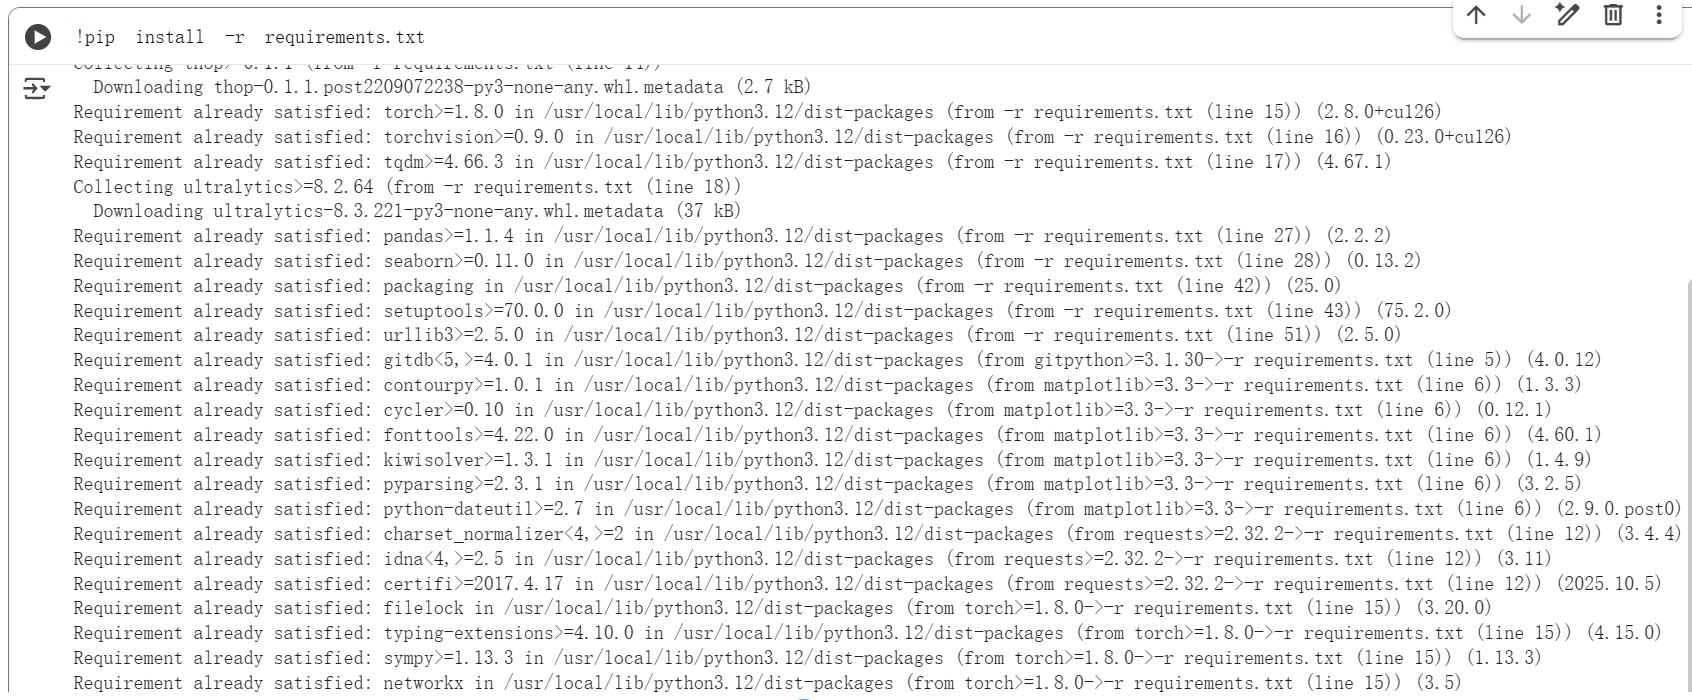 !pip install -r requirements.txt
Collecting thop>=0.1.1 (from -r requirements.txt (line 14))
Downloading thop-0.1.1.post2209072238-py3-none-any.whl.metadata (2.7 kB)
Requirement already satisfied: torch>=1.8.0 in /usr/local/lib/python3.12/dist-packages (from -r requirements.txt (line 15)) (2.8.0+cu126)
Requirement already satisfied: torchvision>=0.9.0 in /usr/local/lib/python3.12/dist-packages (from -r requirements.txt (line 16)) (0.23.0+cu126)
Requirement already satisfied: tqdm>=4.66.3 in /usr/local/lib/python3.12/dist-packages (from -r requirements.txt (line 17)) (4.67.1)
Collecting ultralytics>=8.2.64 (from -r requirements.txt (line 18))
Downloading ultralytics-8.3.221-py3-none-any.whl.metadata (37 kB)
Requirement already satisfied: pandas>=1.1.4 in /usr/local/lib/python3.12/dist-packages (from -r requirements.txt (line 27)) (2.2.2)
Requirement already satisfied: seaborn>=0.11.0 in /usr/local/lib/python3.12/dist-packages (from -r requirements.txt (line 28)) (0.13.2)
Requirement already satisfied: packaging in /usr/local/lib/python3.12/dist-packages (from -r requirements.txt (line 42)) (25.0)
Requirement already satisfied: setuptools>=70.0.0 in /usr/local/lib/python3.12/dist-packages (from -r requirements.txt (line 43)) (75.2.0)
Requirement already satisfied: urllib3>=2.5.0 in /usr/local/lib/python3.12/dist-packages (from -r requirements.txt (line 51)) (2.5.0)
Requirement already satisfied: gitdb<5,>=4.0.1 in /usr/local/lib/python3.12/dist-packages (from gitpython>=3.1.30->-r requirements.txt (line 5)) (4.0.12)
Requirement already satisfied: contourpy>=1.0.1 in /usr/local/lib/python3.12/dist-packages (from matplotlib>=3.3->-r requirements.txt (line 6)) (1.3.3)
Requirement already satisfied: cycler>=0.10 in /usr/local/lib/python3.12/dist-packages (from matplotlib>=3.3->-r requirements.txt (line 6)) (0.12.1)
Requirement already satisfied: fonttools>=4.22.0 in /usr/local/lib/python3.12/dist-packages (from matplotlib>=3.3->-r requirements.txt (line 6)) (4.60.1)
Requirement already satisfied: kiwisolver>=1.3.1 in /usr/local/lib/python3.12/dist-packages (from matplotlib>=3.3->-r requirements.txt (line 6)) (1.4.9)
Requirement already satisfied: pyparsing>=2.3.1 in /usr/local/lib/python3.12/dist-packages (from matplotlib>=3.3->-r requirements.txt (line 6)) (3.2.5)
Requirement already satisfied: python-dateutil>=2.7 in /usr/local/lib/python3.12/dist-packages (from matplotlib>=3.3->-r requirements.txt (line 6)) (2.9.0.post0)
Requirement already satisfied: charset_normalizer<4,>=2 in /usr/local/lib/python3.12/dist-packages (from requests>=2.32.2->-r requirements.txt (line 12)) (3.4.4)
Requirement already satisfied: idna<4,>=2.5 in /usr/local/lib/python3.12/dist-packages (from requests>=2.32.2->-r requirements.txt (line 12)) (3.11)
Requirement already satisfied: certifi>=2017.4.17 in /usr/local/lib/python3.12/dist-packages (from requests>=2.32.2->-r requirements.txt (line 12)) (2025.10.5)
Requirement already satisfied: filelock in /usr/local/lib/python3.12/dist-packages (from torch>=1.8.0->-r requirements.txt (line 15)) (3.20.0)
Requirement already satisfied: typing-extensions>=4.10.0 in /usr/local/lib/python3.12/dist-packages (from torch>=1.8.0->-r requirements.txt (line 15)) (4.15.0)
Requirement already satisfied: sympy>=1.13.3 in /usr/local/lib/python3.12/dist-packages (from torch>=1.8.0->-r requirements.txt (line 15)) (1.13.3)
Requirement already satisfied: networkx in /usr/local/lib/python3.12/dist-packages (from torch>=1.8.0->-r requirements.txt (line 15)) (3.5)